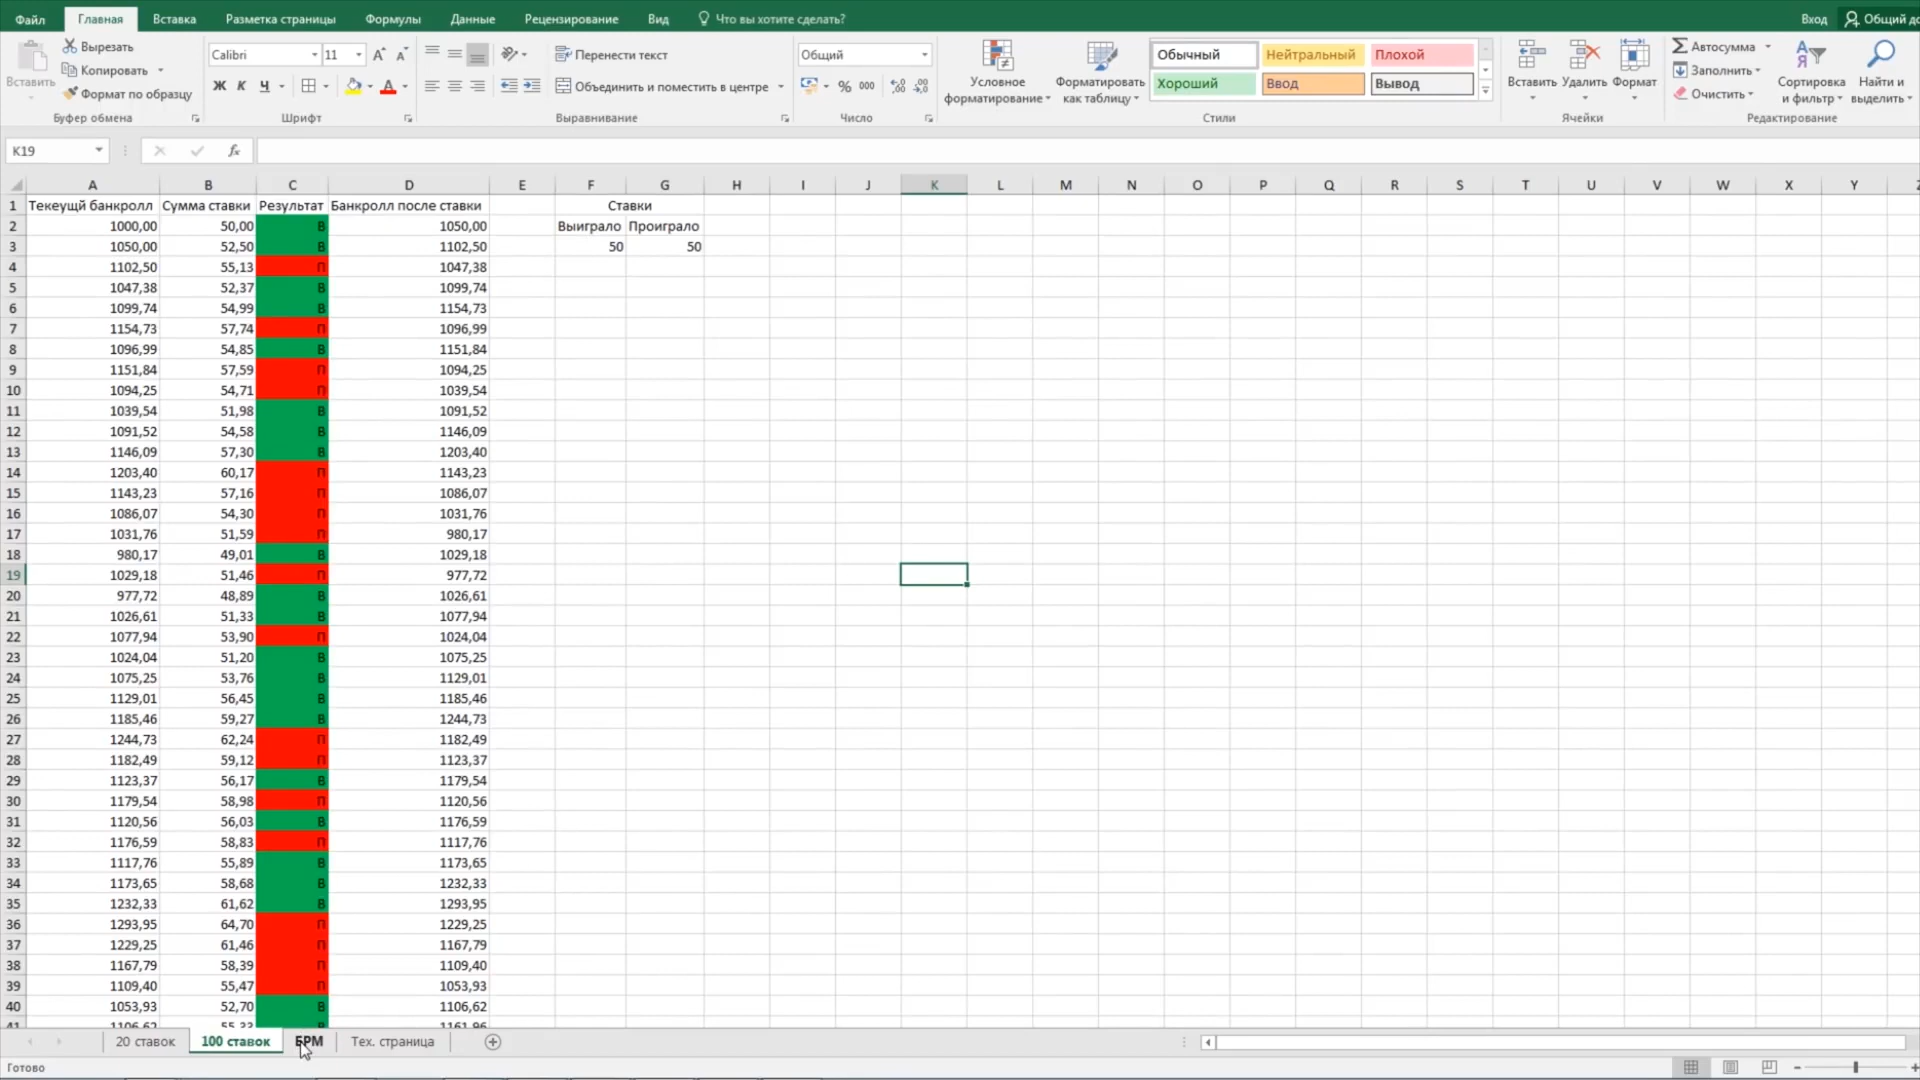 Файл Главная Вставка Разметка страницы Формулы Данные Рецензирование Вид Что вы хотите сделать? Вход Общий до
Вставить Вырезать Копировать Формат по образцу Буфер обмена
Calibri 11 Ж К Ч Шрифт
Перенести текст Объединить и поместить в центре Выравнивание
Общий % 000 Число
Условное форматирование Форматировать как таблицу Обычный Нейтральный Плохой Хороший Ввод Вывод Стили
Вставить Удалить Формат Ячейки
Автосумма Заполнить Очистить Сортировка и фильтр Найти и выделить Редактирование
K19 fx
A B C D E F G H I J K L M N O P Q R S T U V W X Y Z
1 Текеущй банкролл Сумма ставки Результат Банкролл после ставки Ставки
2 1000,00 50,00 В 1050,00 Выиграло Проиграло
3 1050,00 52,50 В 1102,50 50 50
4 1102,50 55,13 П 1047,38
5 1047,38 52,37 В 1099,74
6 1099,74 54,99 В 1154,73
7 1154,73 57,74 П 1096,99
8 1096,99 54,85 В 1151,84
9 1151,84 57,59 П 1094,25
10 1094,25 54,71 П 1039,54
11 1039,54 51,98 В 1091,52
12 1091,52 54,58 В 1146,09
13 1146,09 57,30 В 1203,40
14 1203,40 60,17 П 1143,23
15 1143,23 57,16 П 1086,07
16 1086,07 54,30 П 1031,76
17 1031,76 51,59 П 980,17
18 980,17 49,01 В 1029,18
19 1029,18 51,46 П 977,72
20 977,72 48,89 В 1026,61
21 1026,61 51,33 В 1077,94
22 1077,94 53,90 П 1024,04
23 1024,04 51,20 В 1075,25
24 1075,25 53,76 В 1129,01
25 1129,01 56,45 В 1185,46
26 1185,46 59,27 В 1244,73
27 1244,73 62,24 П 1182,49
28 1182,49 59,12 П 1123,37
29 1123,37 56,17 В 1179,54
30 1179,54 58,98 П 1120,56
31 1120,56 56,03 В 1176,59
32 1176,59 58,83 П 1117,76
33 1117,76 55,89 В 1173,65
34 1173,65 58,68 В 1232,33
35 1232,33 61,62 В 1293,95
36 1293,95 64,70 П 1229,25
37 1229,25 61,46 П 1167,79
38 1167,79 58,39 П 1109,40
39 1109,40 55,47 П 1053,93
40 1053,93 52,70 В 1106,62
41 1106,62 55,33 В 1161,96
20 ставок 100 ставок БРМ Тех. страница
Готово